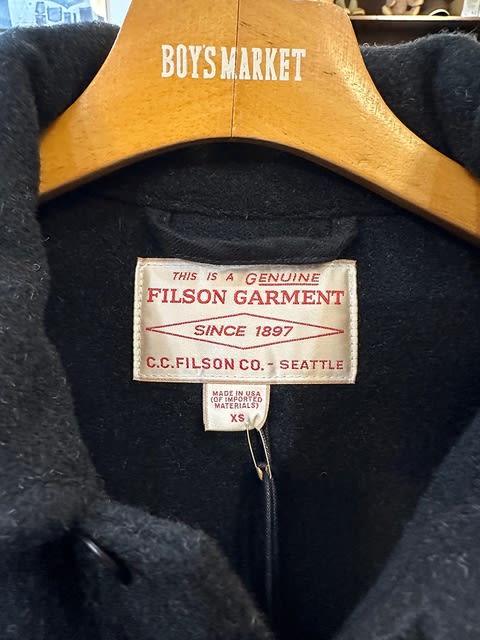 BOY'S MARKET
THIS IS A GENUINE
FILSON GARMENT
SINCE 1897
C.C. FILSON CO. - SEATTLE
MADE IN USA
(OF IMPORTED
MATERIALS)
XS